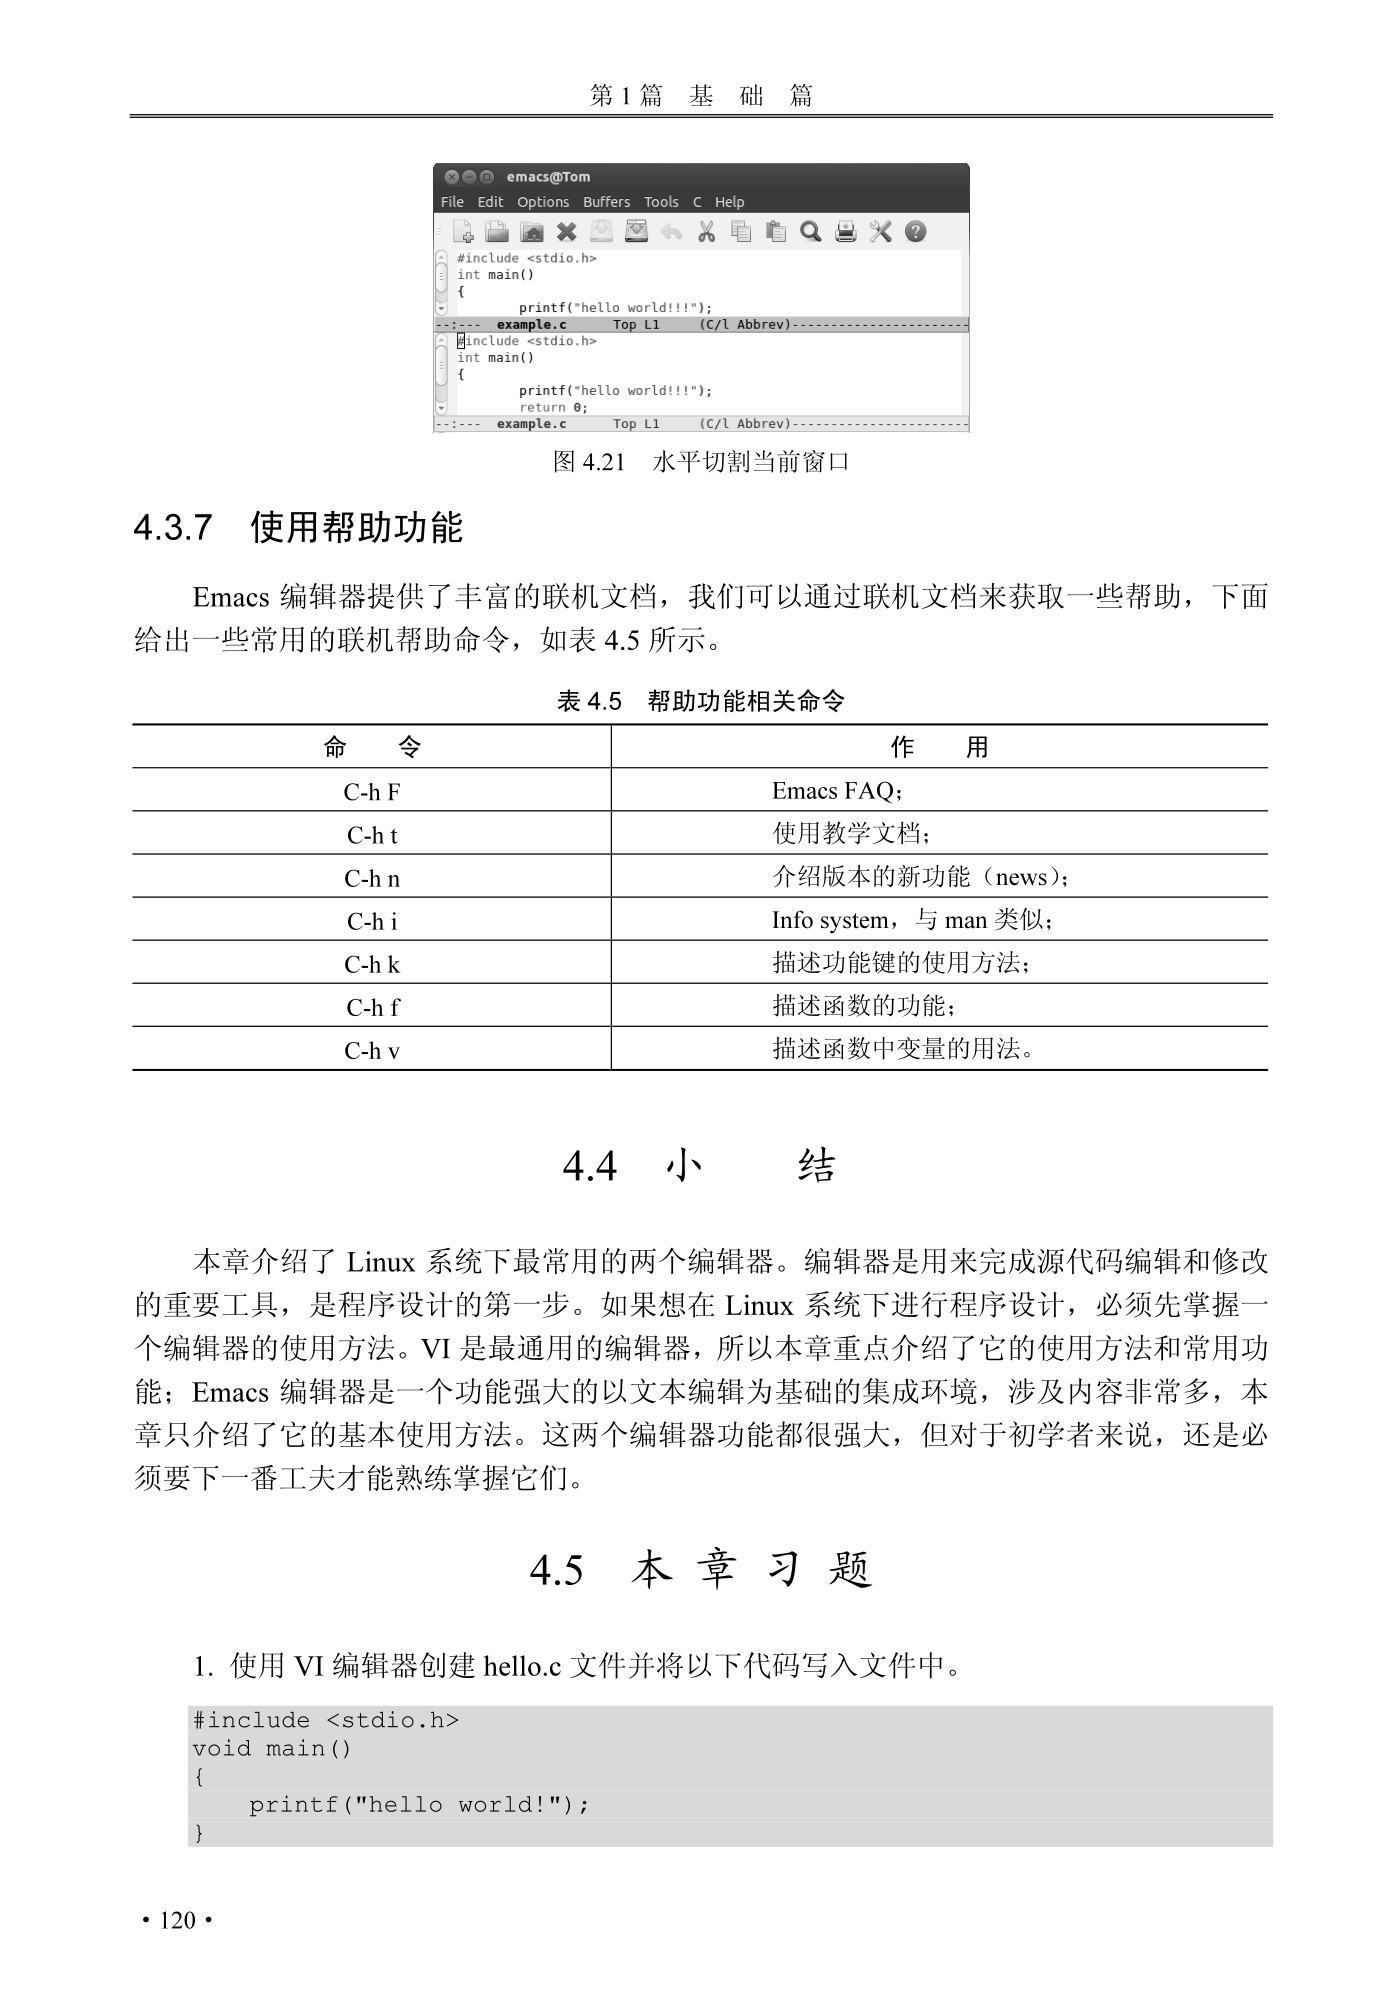 第 1 篇　基　础　篇
emacs@Tom
File Edit Options Buffers Tools C Help
#include <stdio.h>
int main()
{
printf("hello world!!!");
--:--- example.c Top L1 (C/l Abbrev)-----------------------
#include <stdio.h>
int main()
{
printf("hello world!!!");
return 0;
--:--- example.c Top L1 (C/l Abbrev)-----------------------
图 4.21　水平切割当前窗口
4.3.7　使用帮助功能
Emacs 编辑器提供了丰富的联机文档，我们可以通过联机文档来获取一些帮助，下面
给出一些常用的联机帮助命令，如表 4.5 所示。
表 4.5　帮助功能相关命令
命　令　作　用
C-h F　Emacs FAQ；
C-h t　使用教学文档；
C-h n　介绍版本的新功能（news）；
C-h i　Info system，与 man 类似；
C-h k　描述功能键的使用方法；
C-h f　描述函数的功能；
C-h v　描述函数中变量的用法。
4.4　小　结
本章介绍了 Linux 系统下最常用的两个编辑器。编辑器是用来完成源代码编辑和修改
的重要工具，是程序设计的第一步。如果想在 Linux 系统下进行程序设计，必须先掌握一
个编辑器的使用方法。VI 是最通用的编辑器，所以本章重点介绍了它的使用方法和常用功
能；Emacs 编辑器是一个功能强大的以文本编辑为基础的集成环境，涉及内容非常多，本
章只介绍了它的基本使用方法。这两个编辑器功能都很强大，但对于初学者来说，还是必
须要下一番工夫才能熟练掌握它们。
4.5　本 章 习 题
1. 使用 VI 编辑器创建 hello.c 文件并将以下代码写入文件中。
#include <stdio.h>
void main()
{
printf("hello world!");
}
· 120 ·